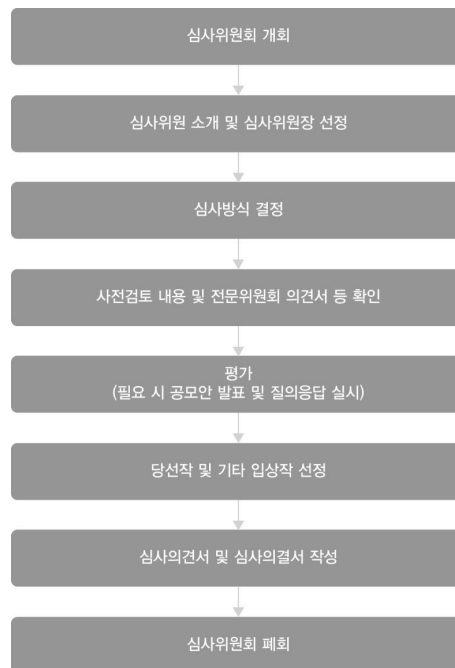 심사위원회 개회
심사위원 소개 및 심사위원장 선정
심사방식 결정
사전검토 내용 및 전문위원회 의견서 등 확인
평가
(필요 시 공모안 발표 및 질의응답 실시)
당선작 및 기타 입상작 선정
심사의견서 및 심사의결서 작성
심사위원회 폐회